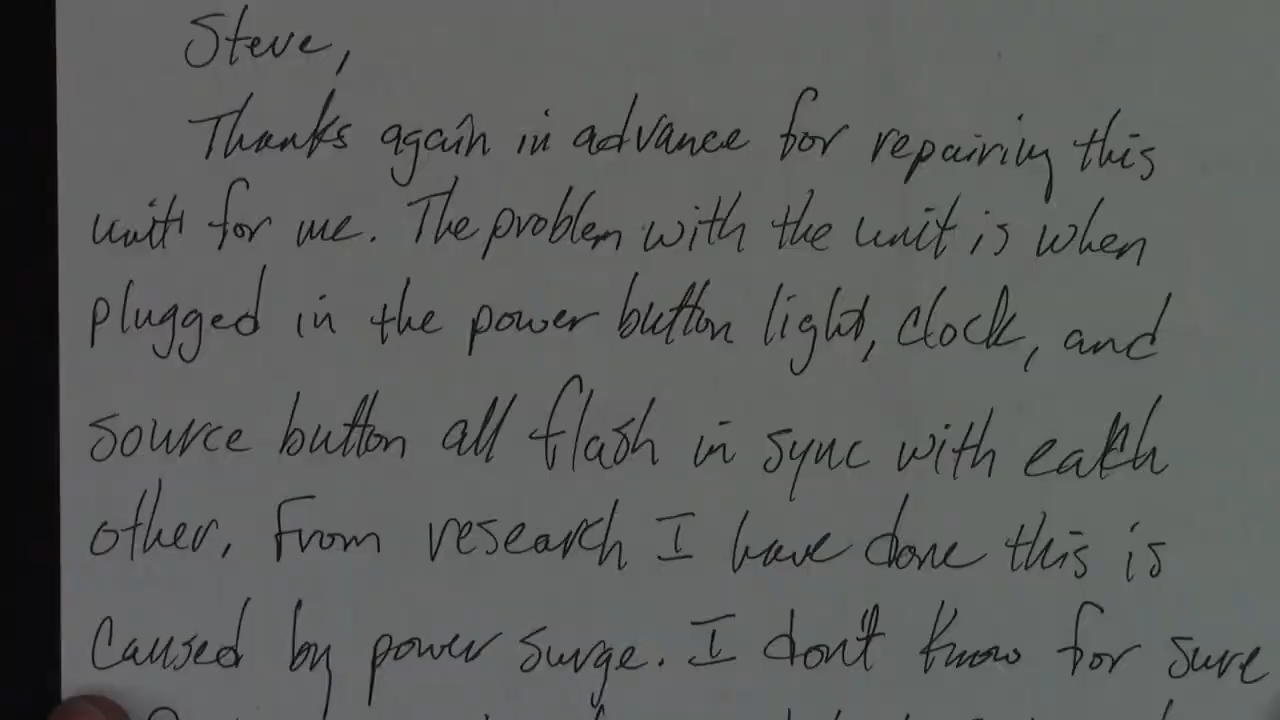 Steve,
Thanks again in advance for repairing this
unit for me. The problem with the unit is when
plugged in the power button light, clock, and
source button all flash in sync with each
other. From research I have done this is
caused by power surge. I don't know for sure